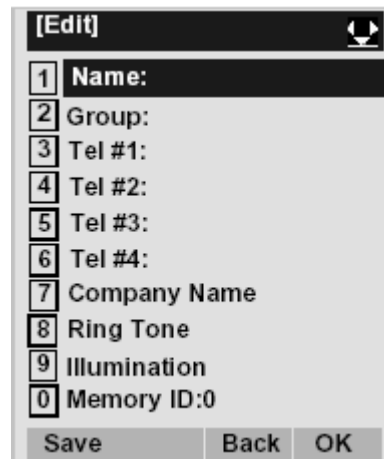 [Edit]
1 Name:
2 Group:
3 Tel #1:
4 Tel #2:
5 Tel #3:
6 Tel #4:
7 Company Name
8 Ring Tone
9 Illumination
0 Memory ID:0
Save Back OK